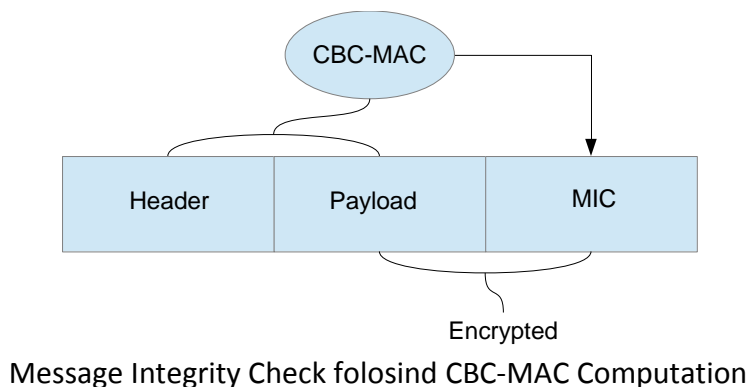 CBC-MAC
Header
Payload
MIC
Encrypted
Message Integrity Check folosind CBC-MAC Computation